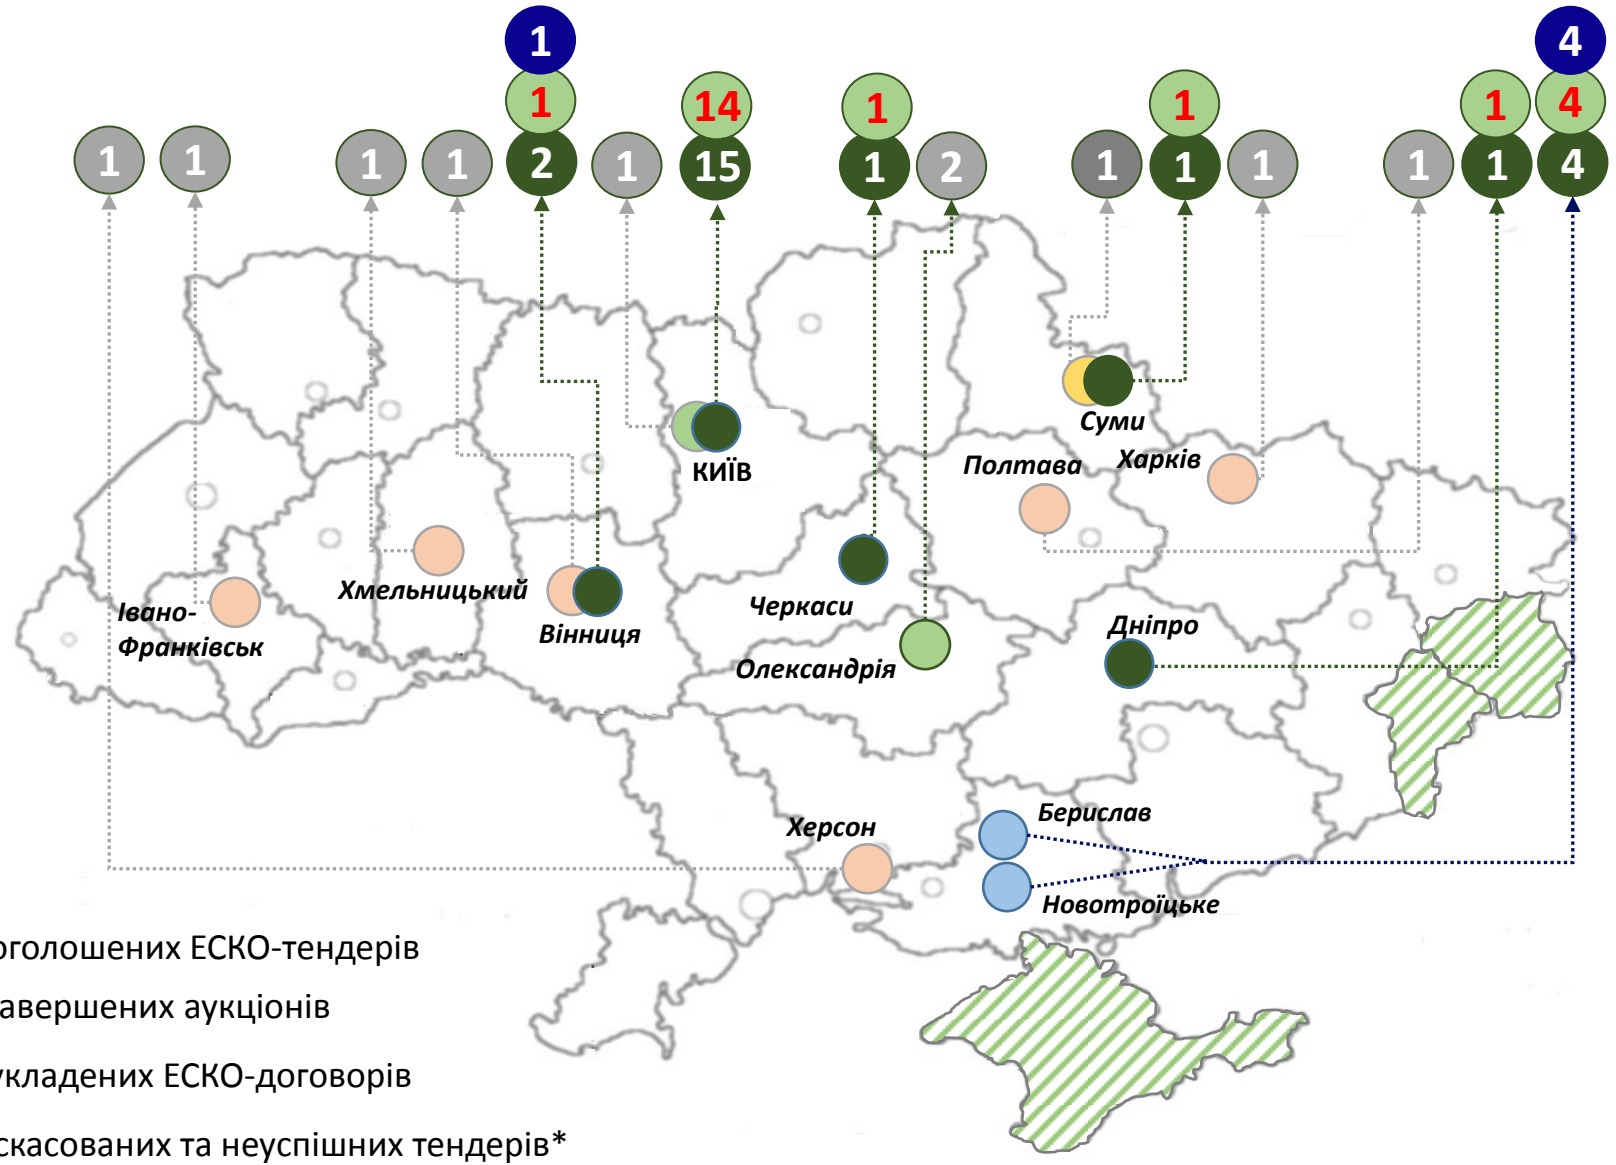 1 4
1 14 1 1 1 4
1 1 1 1 2 1 15 1 2 1 1 1 1 1 4
Суми
Полтава Харків
КИЇВ
Хмельницький
Івано-
Франківськ
Вінниця
Черкаси
Дніпро
Олександрія
Берислав
Херсон
Новотроїцьке
оголошених ЕСКО-тендерів
авершених аукціонів
укладених ЕСКО-договорів
скасованих та неуспішних тендерів*